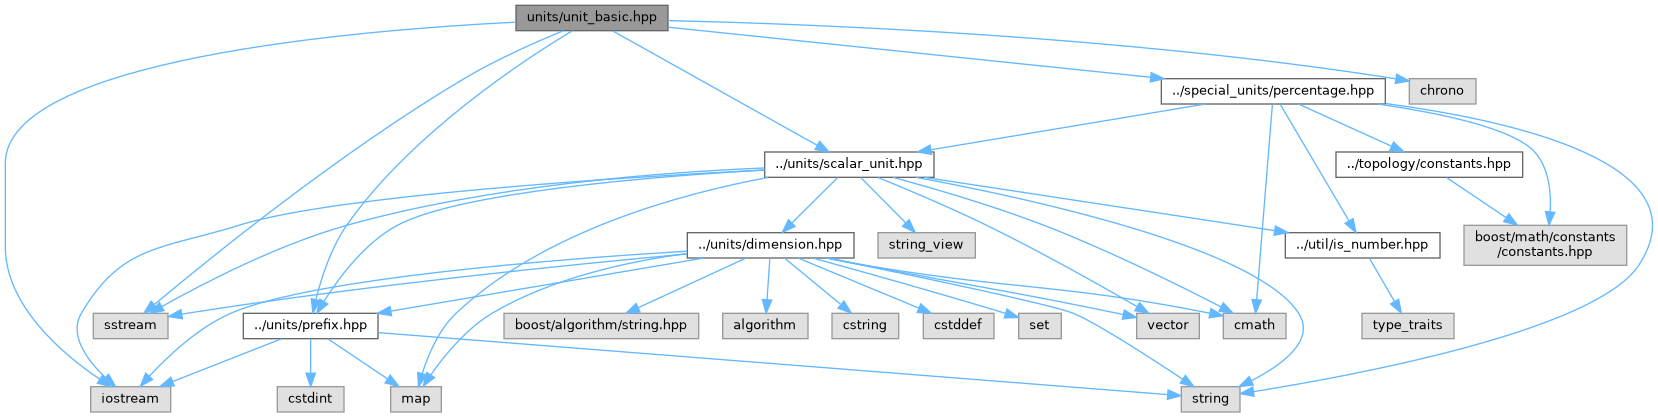 units/unit_basic.hpp
../special_units/percentage.hpp
chrono
../units/scalar_unit.hpp
../topology/constants.hpp
../units/dimension.hpp
string_view
../util/is_number.hpp
boost/math/constants
/constants.hpp
sstream
../units/prefix.hpp
boost/algorithm/string.hpp
algorithm
cstring
cstddef
set
vector
cmath
type_traits
iostream
cstdint
map
string